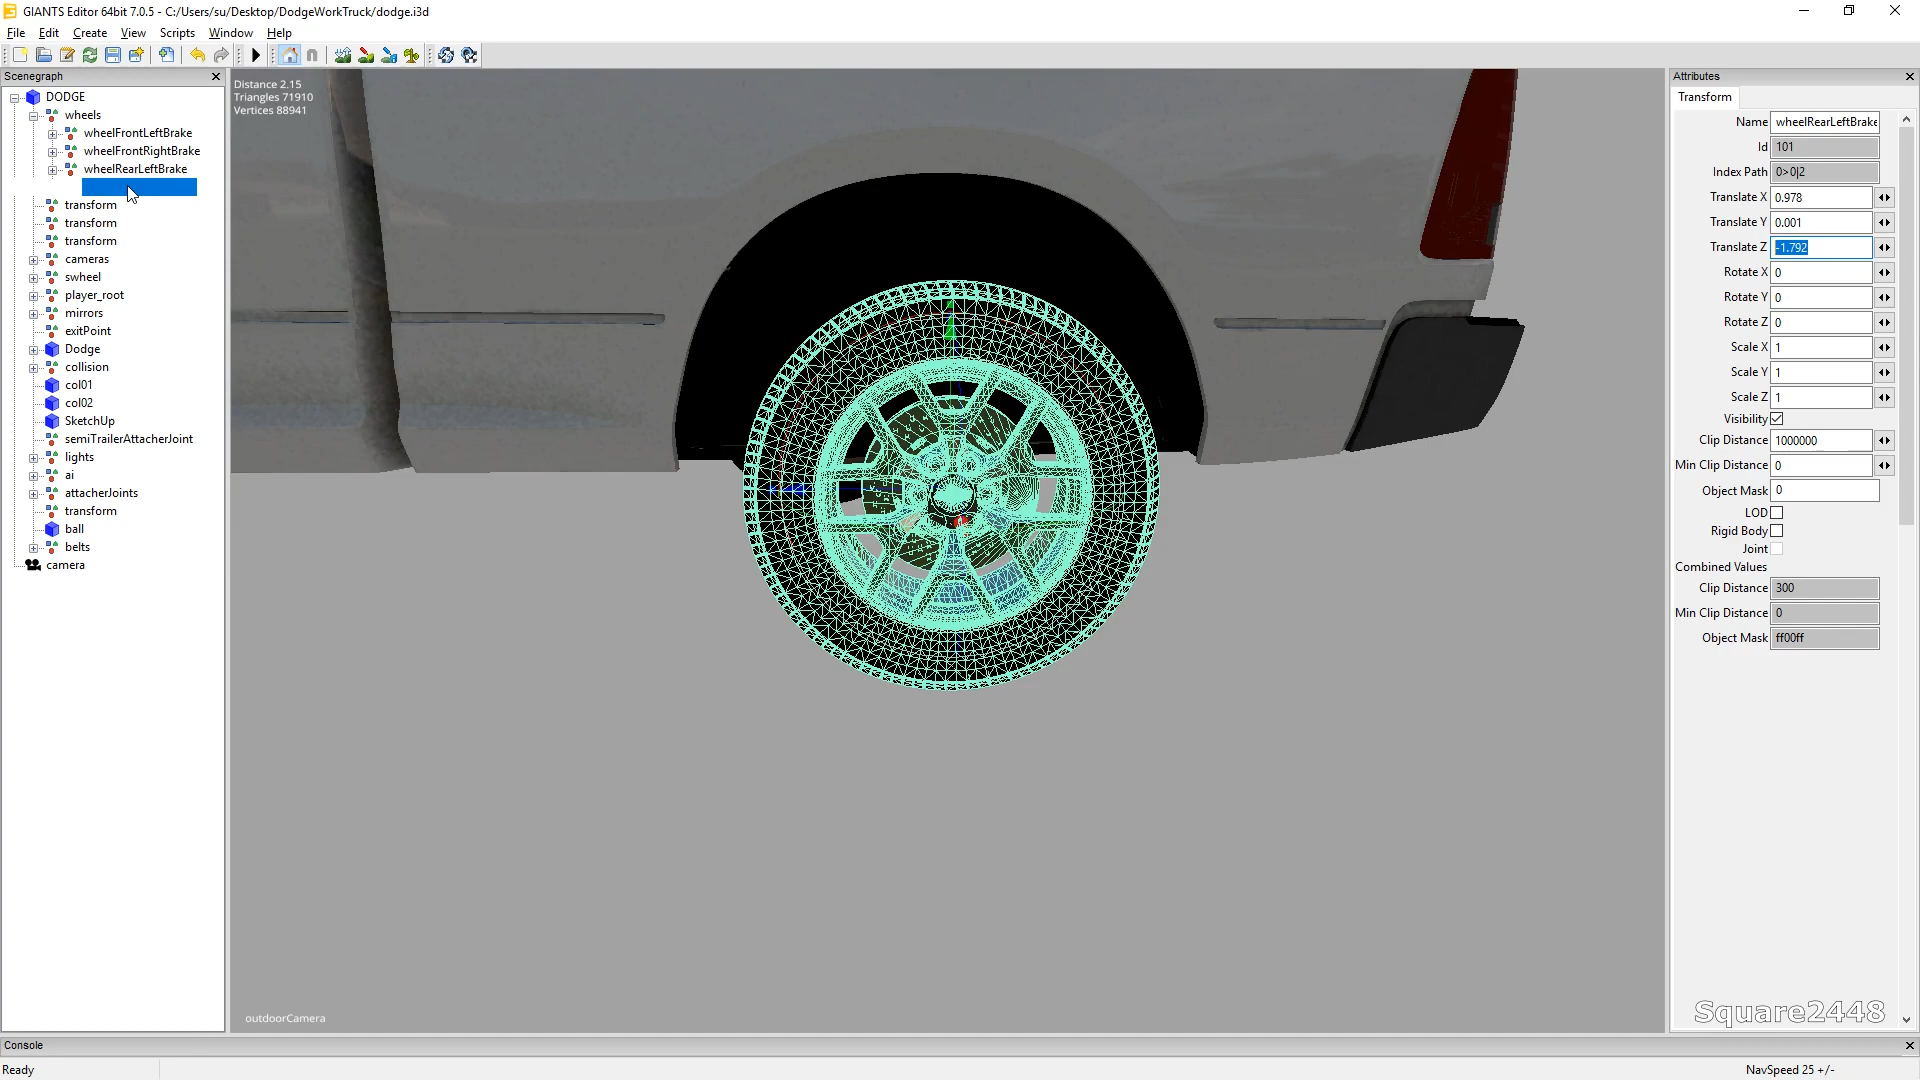 GIANTS Editor 64bit 7.0.5 - C:/Users/su/Desktop/DodgeWorkTruck/dodge.i3d
File Edit Create View Scripts Window Help
Scenegraph
DODGE
wheels
wheelFrontLeftBrake
wheelFrontRightBrake
wheelRearLeftBrake
transform
transform
transform
cameras
swheel
player_root
mirrors
exitPoint
Dodge
collision
col01
col02
SketchUp
semiTrailerAttacherJoint
lights
ai
attacherJoints
transform
ball
belts
camera
Distance 2.15
Triangles 71910
Vertices 88941
outdoorCamera
Attributes
Transform
Name wheelRearLeftBrake
Id 101
Index Path 0>0|2
Translate X 0.978
Translate Y 0.001
Translate Z -1.792
Rotate X 0
Rotate Y 0
Rotate Z 0
Scale X 1
Scale Y 1
Scale Z 1
Visibility
Clip Distance 1000000
Min Clip Distance 0
Object Mask 0
LOD
Rigid Body
Joint
Combined Values
Clip Distance 300
Min Clip Distance 0
Object Mask ff00ff
Square2448
Console
Ready
NavSpeed 25 +/-